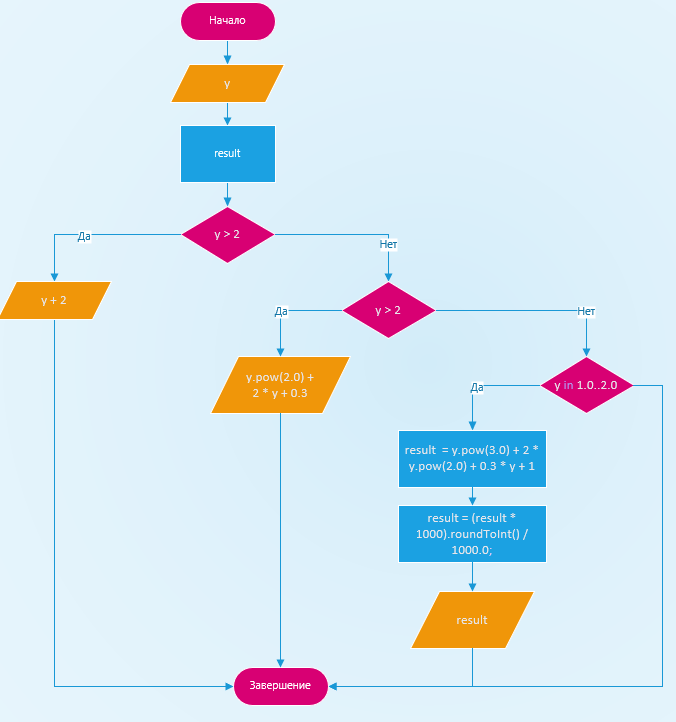 Начало
y
result
y > 2
Да
Нет
y + 2
y > 2
Да
Нет
y.pow(2.0) +
2 * y + 0.3
y in 1.0..2.0
Да
result = y.pow(3.0) + 2 *
y.pow(2.0) + 0.3 * y + 1
result = (result *
1000).roundToInt() /
1000.0;
result
Завершение